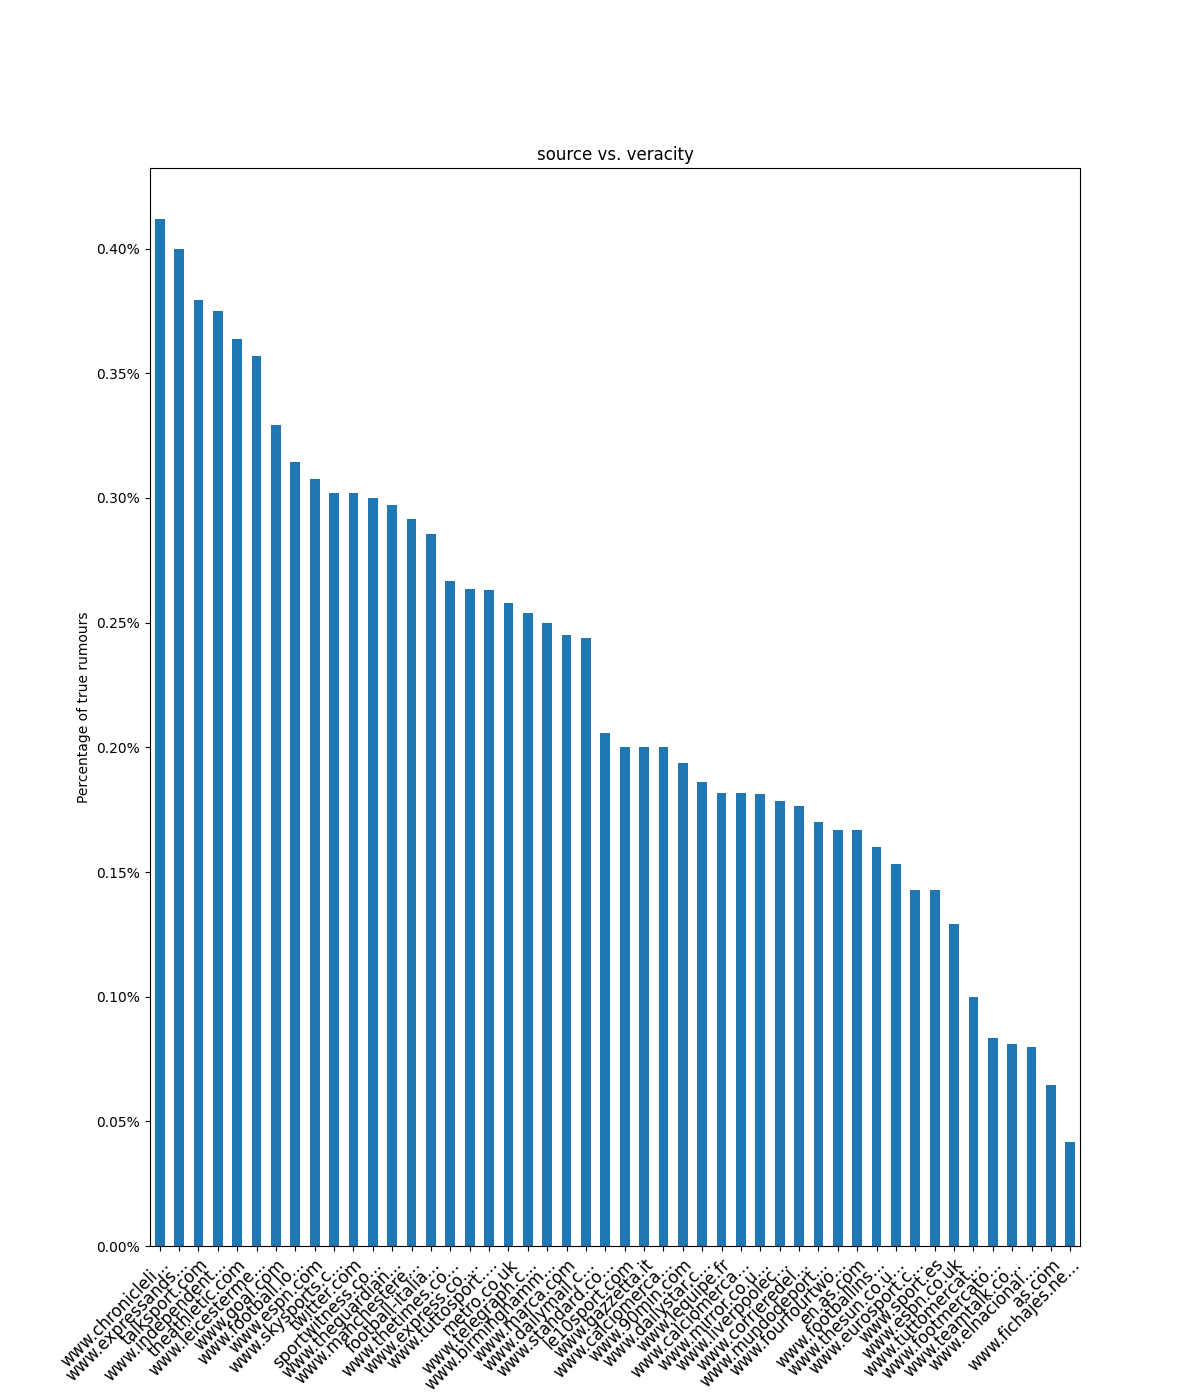 source vs. veracity
Percentage of true rumours
0.40%
0.35%
0.30%
0.25%
0.20%
0.15%
0.10%
0.05%
0.00%
www.chronicleli...
www.expressands...
talksport.com
www.independent...
theathletic.com
www.leicesterme...
www.goal.com
www.football.lo...
www.espn.com
www.skysports.c...
twitter.com
sportwitness.co...
www.theguardian...
www.manchestere...
football-italia...
www.thetimes.co...
www.express.co...
www.tuttosport....
metro.co.uk
www.telegraph.c...
www.birminghamm...
www.marca.com
www.dailymail.c...
www.standard.co...
le10sport.com
www.gazzetta.it
www.calciomerca...
www.90min.com
www.dailystar.c...
www.lequipe.fr
www.calciomerca...
www.mirror.co.u...
www.liverpoolec...
www.corrieredel...
www.mundodeport...
www.fourfourtwo...
en.as.com
www.footballins...
www.thesun.co.u...
www.eurosport.c...
www.sport.es
www.espn.co.uk
www.tuttomercat...
www.footmercato...
www.teamtalk.co...
www.elnacional....
as.com
www.fichajes.ne...